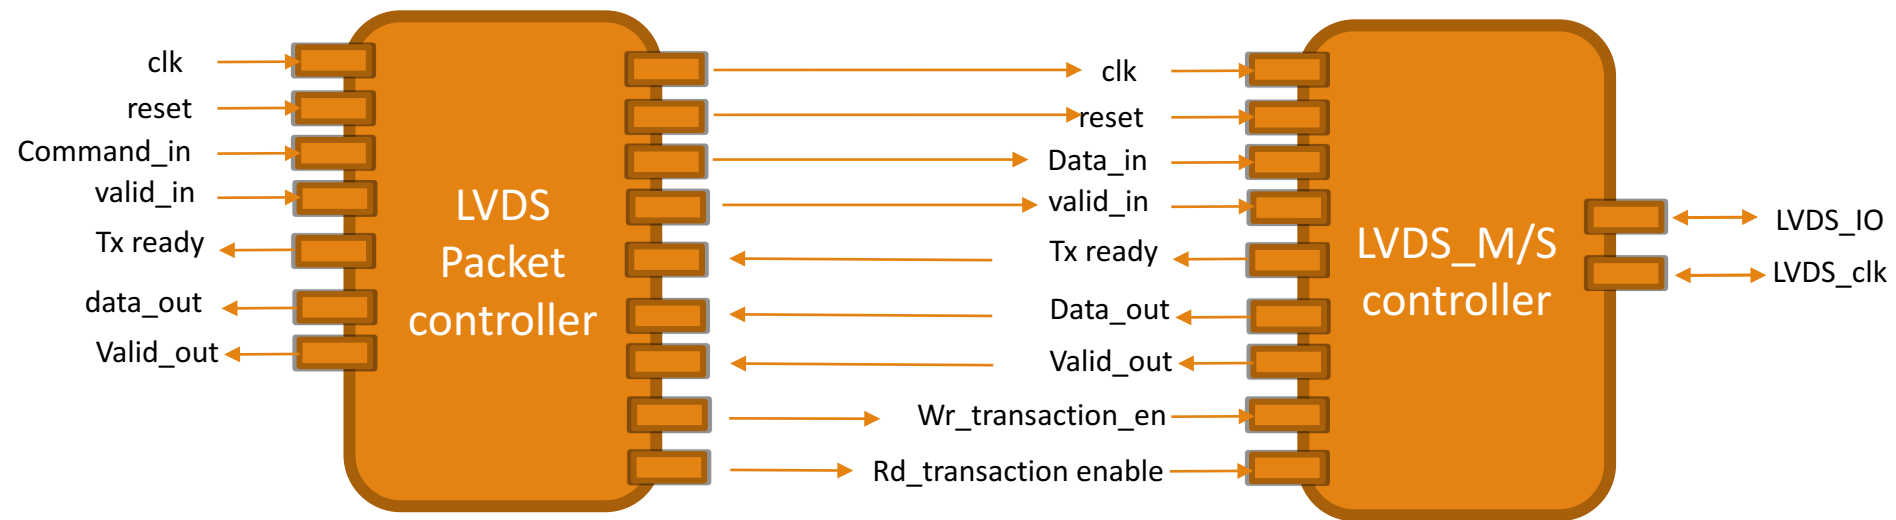 clk
reset
Command_in
valid_in
Tx ready
data_out
Valid_out
LVDS
Packet
controller
clk
reset
Data_in
valid_in
Tx ready
Data_out
Valid_out
Wr_transaction_en
Rd_transaction enable
LVDS_M/S
controller
LVDS_IO
LVDS_clk